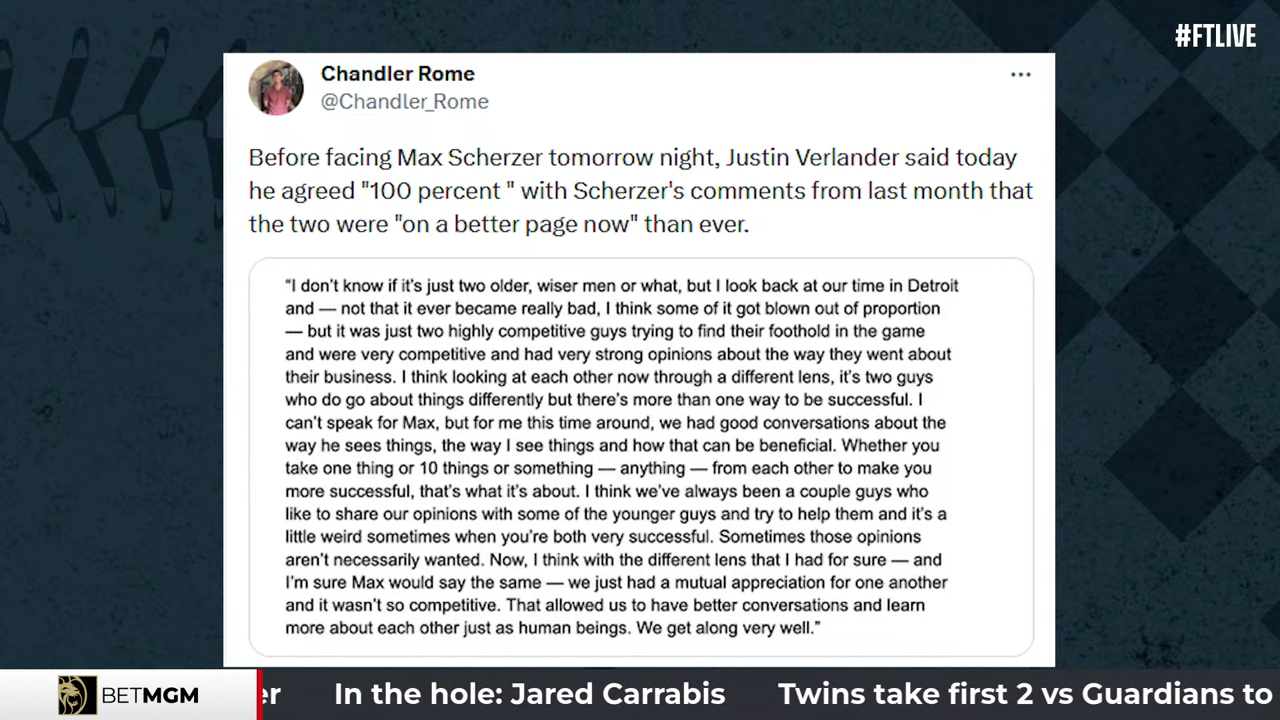 #FTLIVE
Chandler Rome
@Chandler_Rome
Before facing Max Scherzer tomorrow night, Justin Verlander said today
he agreed "100 percent " with Scherzer's comments from last month that
the two were "on a better page now" than ever.
“I don’t know if it’s just two older, wiser men or what, but I look back at our time in Detroit
and — not that it ever became really bad, I think some of it got blown out of proportion
— but it was just two highly competitive guys trying to find their foothold in the game
and were very competitive and had very strong opinions about the way they went about
their business. I think looking at each other now through a different lens, it’s two guys
who do go about things differently but there’s more than one way to be successful. I
can’t speak for Max, but for me this time around, we had good conversations about the
way he sees things, the way I see things and how that can be beneficial. Whether you
take one thing or 10 things or something — anything — from each other to make you
more successful, that’s what it’s about. I think we’ve always been a couple guys who
like to share our opinions with some of the younger guys and try to help them and it’s a
little weird sometimes when you’re both very successful. Sometimes those opinions
aren’t necessarily wanted. Now, I think with the different lens that I had for sure — and
I’m sure Max would say the same — we just had a mutual appreciation for one another
and it wasn’t so competitive. That allowed us to have better conversations and learn
more about each other just as human beings. We get along very well.”
BETMGM
er In the hole: Jared Carrabis Twins take first 2 vs Guardians to